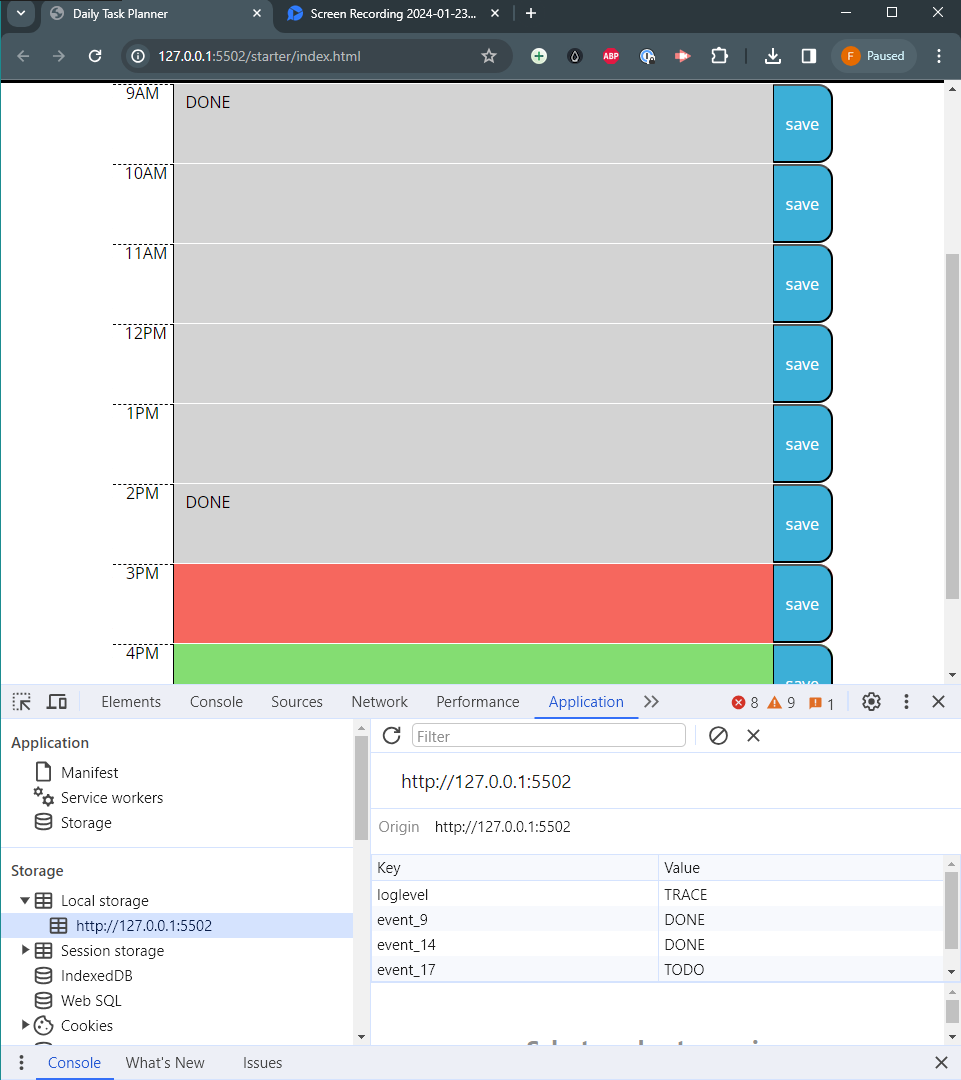 Daily Task Planner
Screen Recording 2024-01-23...
127.0.0.1:5502/starter/index.html
ABP
F Paused
9AM DONE save
10AM save
11AM save
12PM save
1PM save
2PM DONE save
3PM save
4PM save
Elements Console Sources Network Performance Application 8 9 1
Application
Manifest
Service workers
Storage
Storage
Local storage
http://127.0.0.1:5502
Session storage
IndexedDB
Web SQL
Cookies
Filter
http://127.0.0.1:5502
Origin http://127.0.0.1:5502
Key Value
loglevel TRACE
event_9 DONE
event_14 DONE
event_17 TODO
Console What's New Issues